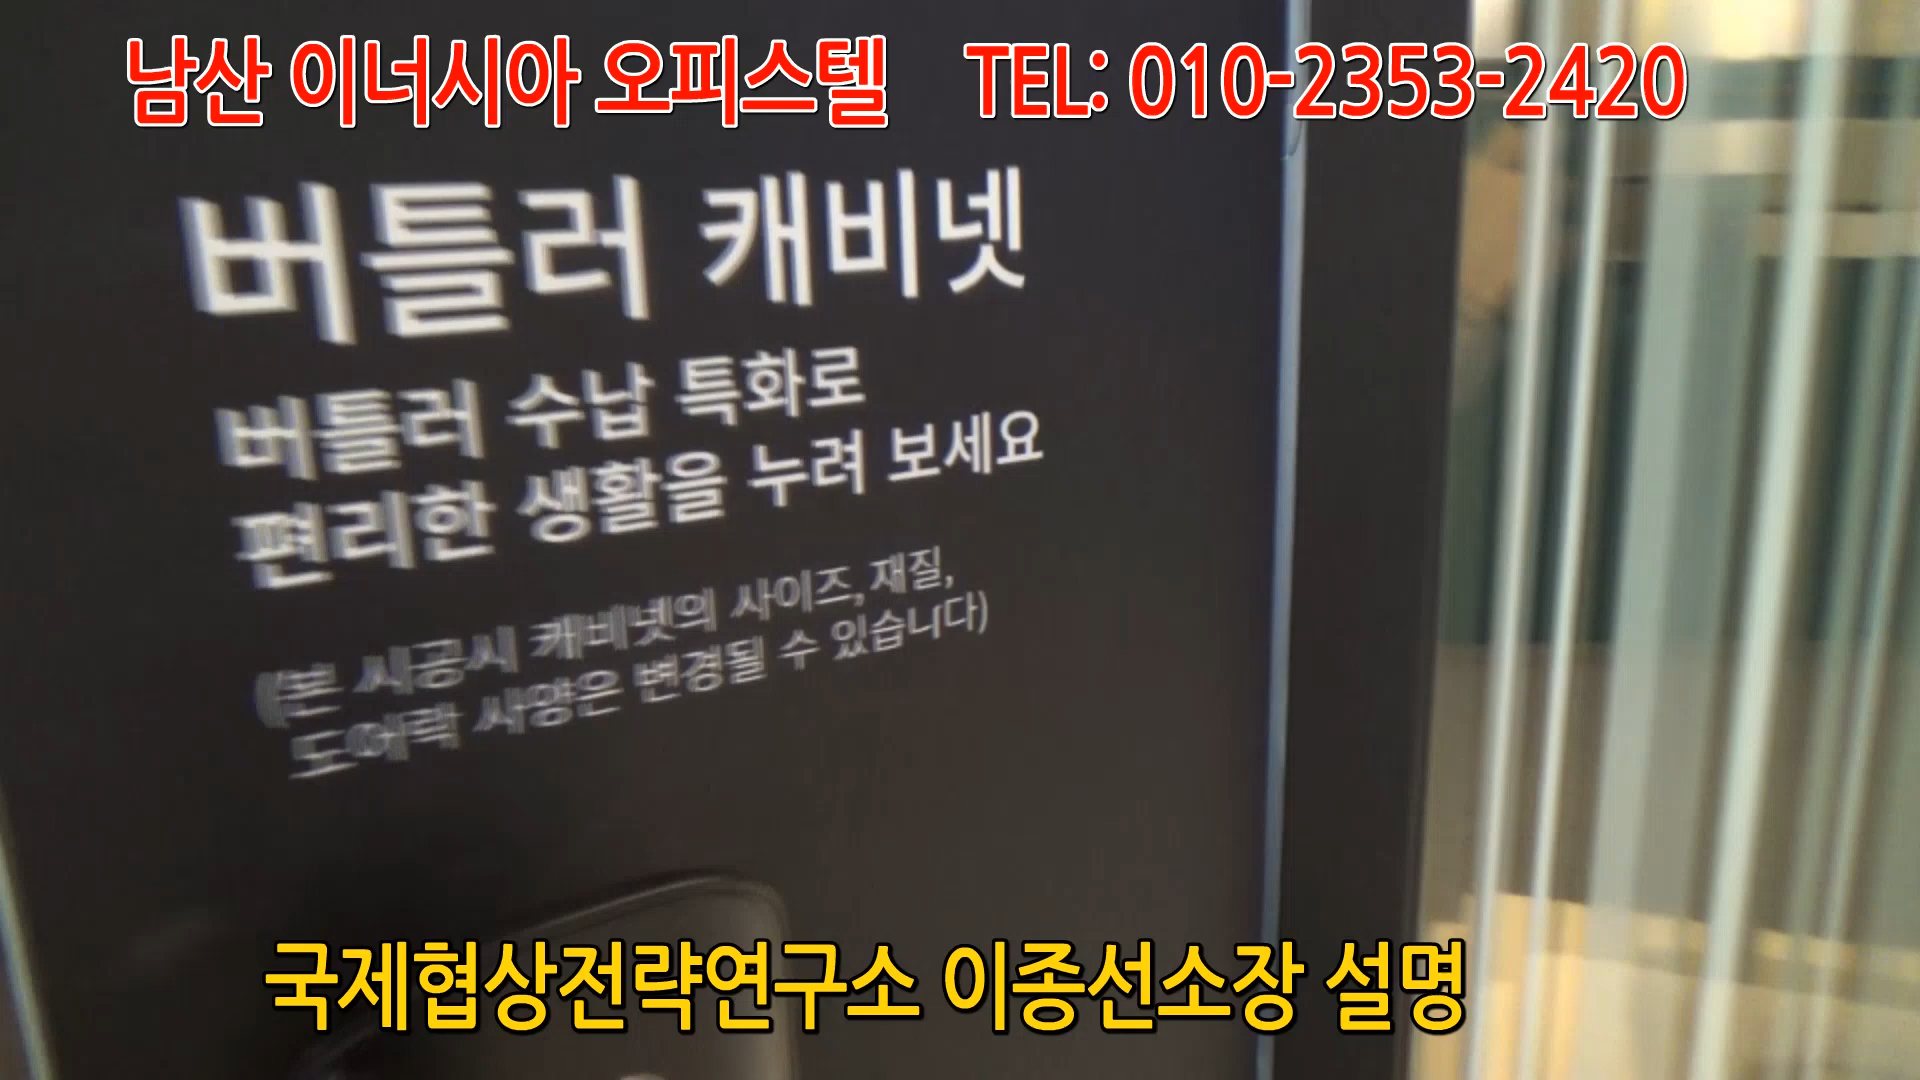 남산 이너시아 오피스텔 TEL: 010-2353-2420
버틀러 캐비넷
버틀러 수납 특화로
편리한 생활을 누려 보세요
(본 시공시 캐비넷의 사이즈, 재질,
도어락 사양은 변경될 수 있습니다)
국제협상전략연구소 이종선소장 설명